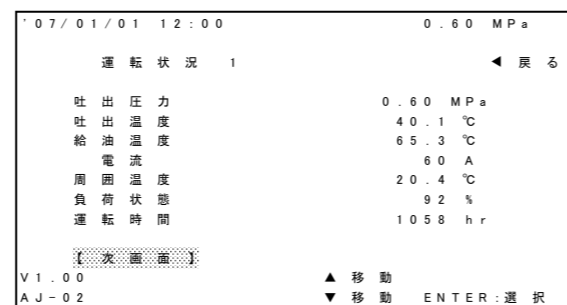 '07/01/01 12:00 0.60 MPa
運転状況 1 ◀ 戻る
吐出圧力 0.60 MPa
吐出温度 40.1 ℃
給油温度 65.3 ℃
電流 60 A
周囲温度 20.4 ℃
負荷状態 92 %
運転時間 1058 hr
【次画面】
V1.00 ▲ 移動
AJ-02 ▼ 移動 ENTER:選択